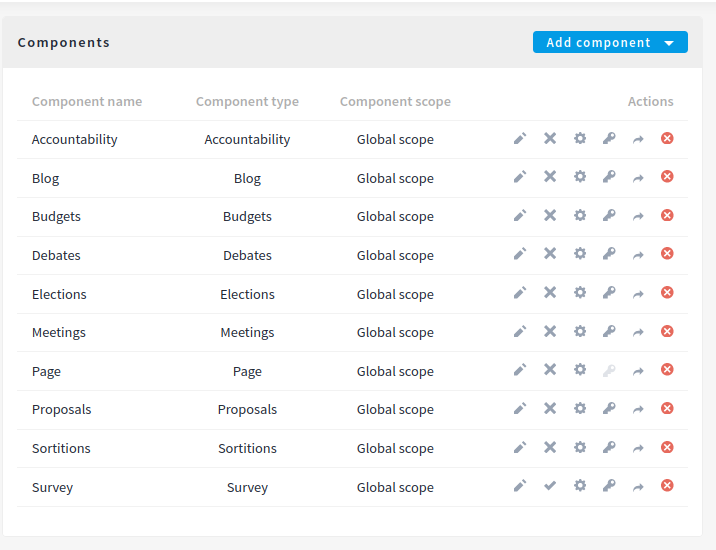 Components
Add component
Component name Component type Component scope Actions
Accountability Accountability Global scope
Blog Blog Global scope
Budgets Budgets Global scope
Debates Debates Global scope
Elections Elections Global scope
Meetings Meetings Global scope
Page Page Global scope
Proposals Proposals Global scope
Sortitions Sortitions Global scope
Survey Survey Global scope